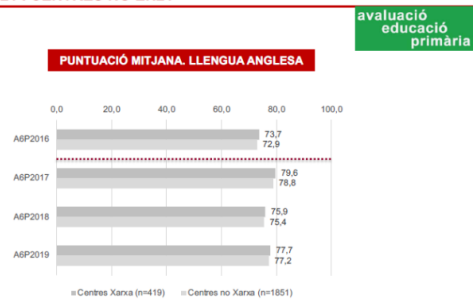 avaluació
educació
primària
PUNTUACIÓ MITJANA. LLENGUA ANGLESA
0,0 20,0 40,0 60,0 80,0 100,0
A6P2016 73,7
72,9
A6P2017 79,6
78,8
A6P2018 75,9
75,4
A6P2019 77,7
77,2
Centres Xarxa (n=419) Centres no Xarxa (n=1851)